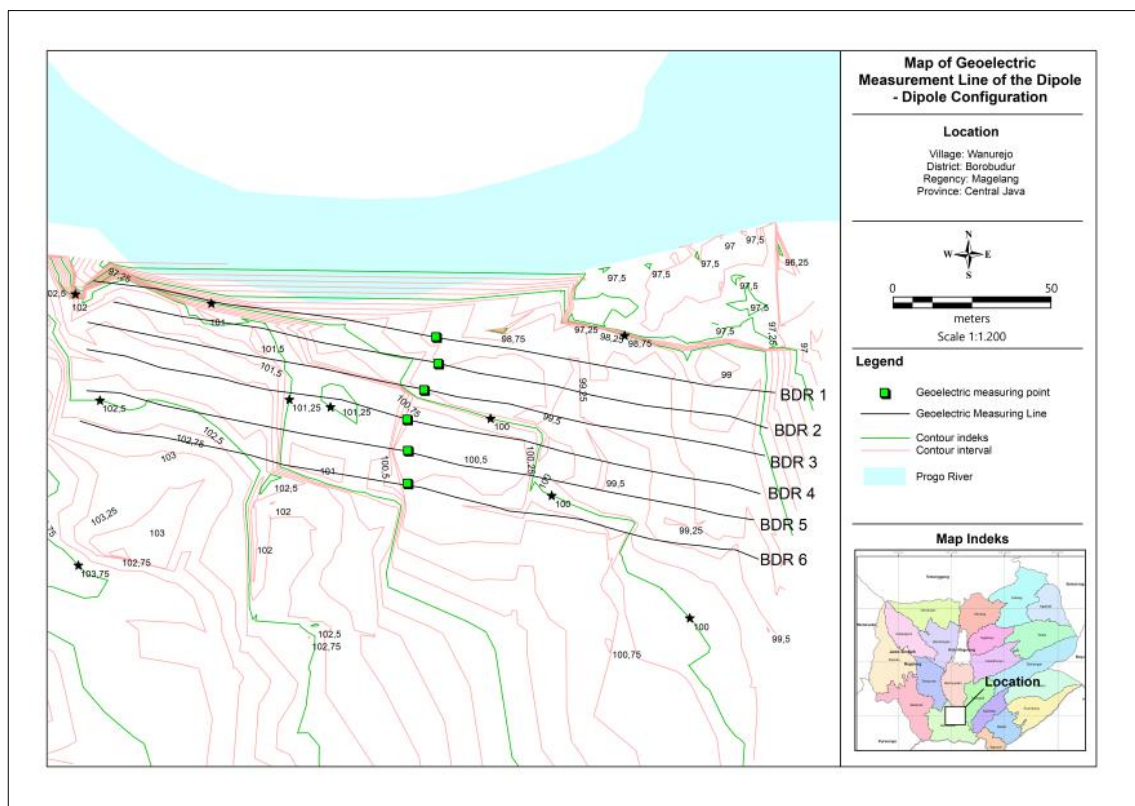 Map of Geoelectric
Measurement Line of the Dipole
- Dipole Configuration
Location
Village: Wanurejo
District: Borobudur
Regency: Magelang
Province: Central Java
N
W E
S
0 50
meters
Scale 1:1.200
Legend
Geoelectric measuring point
Geoelectric Measuring Line
Contour indeks
Contour interval
Progo River
Map Indeks
Location
BDR 1
BDR 2
BDR 3
BDR 4
BDR 5
BDR 6
97,5
97
97,5
96,25
97,5
97,5
97,5
97,5
97,5
97,25
97,5
97,25
97
97,25
98,25
98,75
98,75
99
99,25
99,5
97,25
102
101
101,5
101,5
100,75
101,25
101,25
100
102,5
102,5
102,75
103
100,5
100,5
100,25
101
99,5
100
100
102,5
102
99,25
103,25
103
102
102,75
103,75
100
102,5
102,75
100,75
99,5